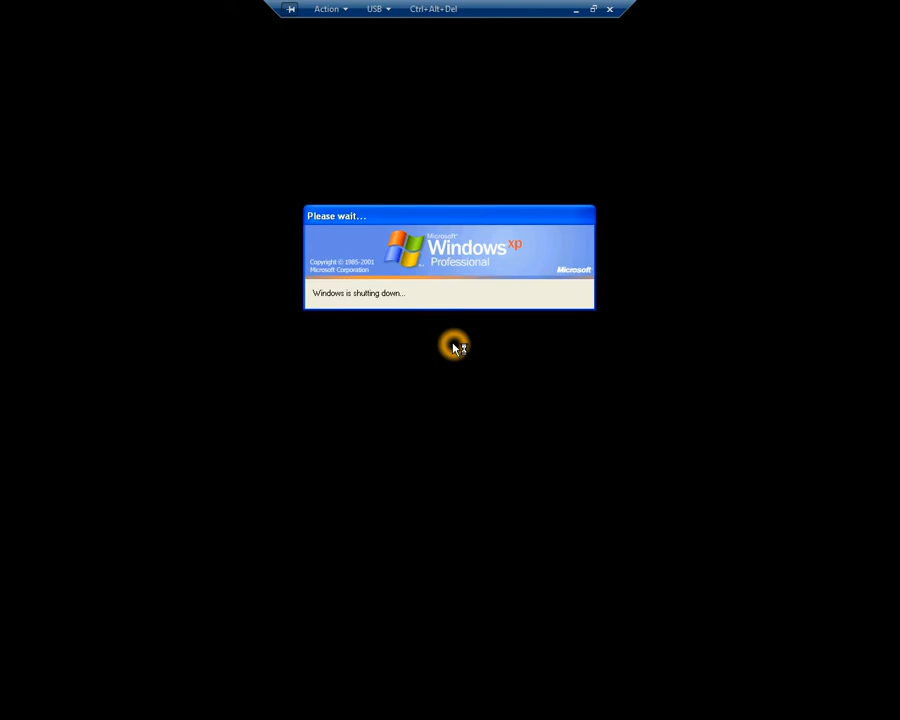 Action USB Ctrl+Alt+Del
Please wait...
Microsoft®
Windows xp
Professional
Copyright © 1985-2001
Microsoft Corporation
Microsoft
Windows is shutting down...